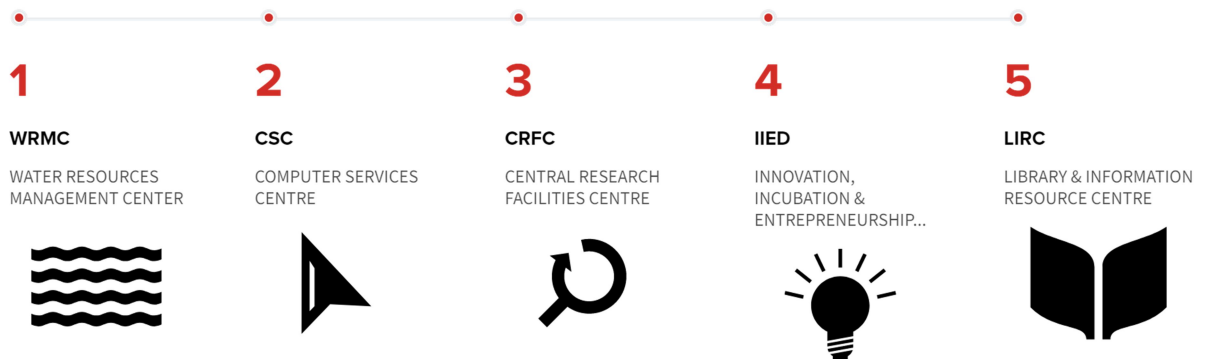 1
WRMC
WATER RESOURCES
MANAGEMENT CENTER
2
CSC
COMPUTER SERVICES
CENTRE
3
CRFC
CENTRAL RESEARCH
FACILITIES CENTRE
4
IIED
INNOVATION,
INCUBATION &
ENTREPRENEURSHIP...
5
LIRC
LIBRARY & INFORMATION
RESOURCE CENTRE